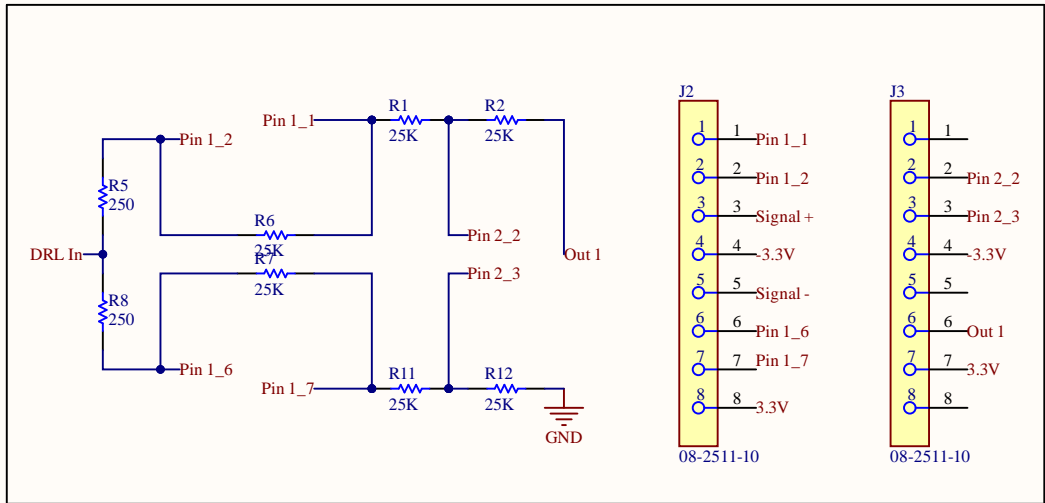 Pin 1_1
R1
25K
R2
25K
Pin 1_2
R5
250
R6
25K
Pin 2_2
DRL In
Out 1
R7
25K
Pin 2_3
R8
250
Pin 1_6
Pin 1_7
R11
25K
R12
25K
GND
J2
1 1 Pin 1_1
2 2 Pin 1_2
3 3 Signal +
4 4 -3.3V
5 5 Signal -
6 6 Pin 1_6
7 7 Pin 1_7
8 8 3.3V
08-2511-10
J3
1 1
2 2 Pin 2_2
3 3 Pin 2_3
4 4 -3.3V
5 5
6 6 Out 1
7 7 3.3V
8 8
08-2511-10